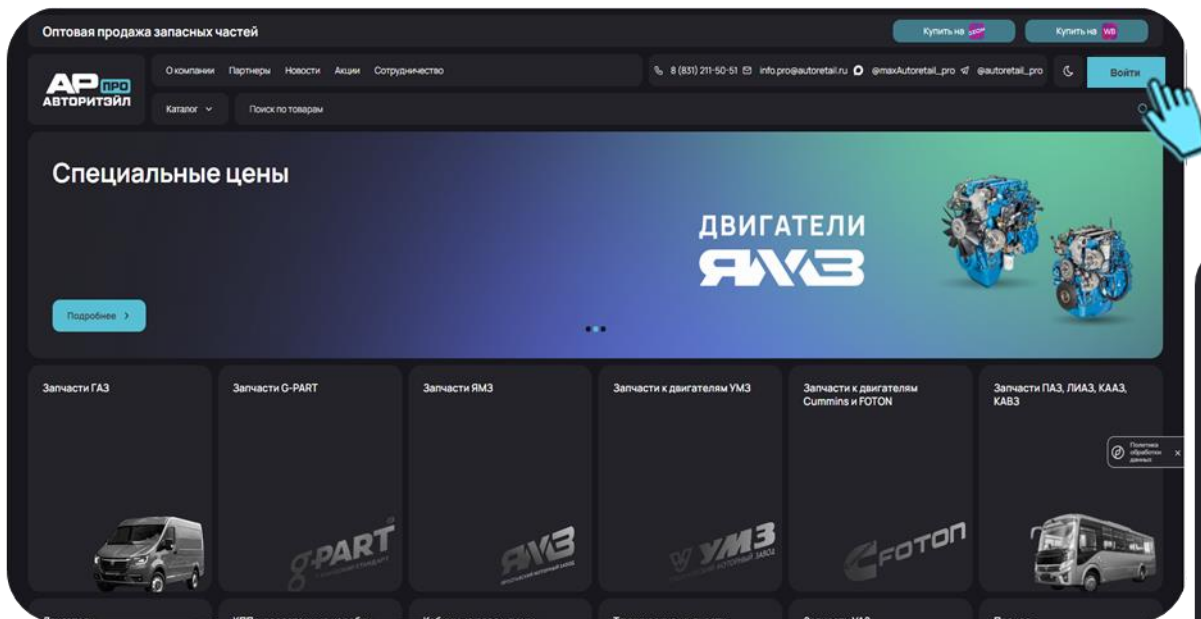 Оптовая продажа запасных частей
Купить на OZON
Купить на WB
АР ПРО
АВТОРИТЭЙЛ
О компании Партнеры Новости Акции Сотрудничество
8 (831) 211-50-51 info.pro@autoretail.ru @maxAutoretail_pro @autoretail_pro
Войти
Каталог
Поиск по товарам
Специальные цены
ДВИГАТЕЛИ
ЯМЗ
Подробнее
Запчасти ГАЗ
Запчасти G-PART
Запчасти ЯМЗ
Запчасти к двигателям УМЗ
Запчасти к двигателям
Cummins и FOTON
Запчасти ПАЗ, ЛИАЗ, КААЗ,
КАВЗ
Политика
обработки
данных
g-PART
ЯМЗ
УМЗ
FOTON